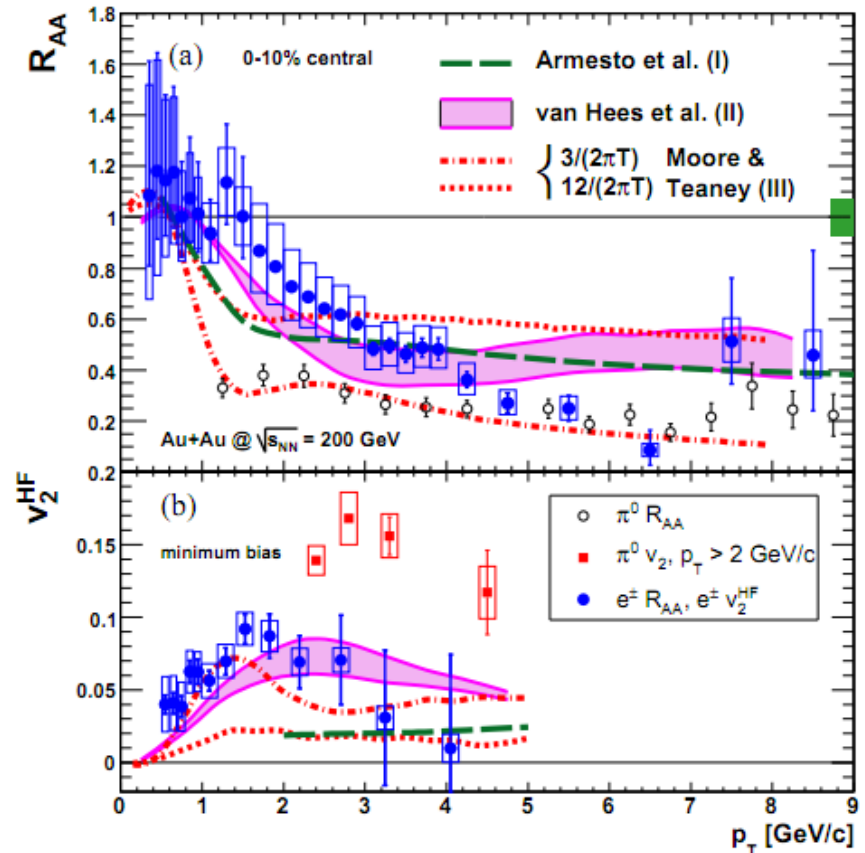 R_AA
1.8
1.6
1.4
1.2
1
0.8
0.6
0.4
0.2
(a)
0-10% central
Armesto et al. (I)
van Hees et al. (II)
3/(2πT) Moore &
12/(2πT) Teaney (III)
Au+Au @ √s_NN = 200 GeV
v_2^HF
0.2
0.15
0.1
0.05
0
(b)
minimum bias
π⁰ R_AA
π⁰ v_2, p_T > 2 GeV/c
e± R_AA, e± v_2^HF
0 1 2 3 4 5 6 7 8 9
p_T [GeV/c]